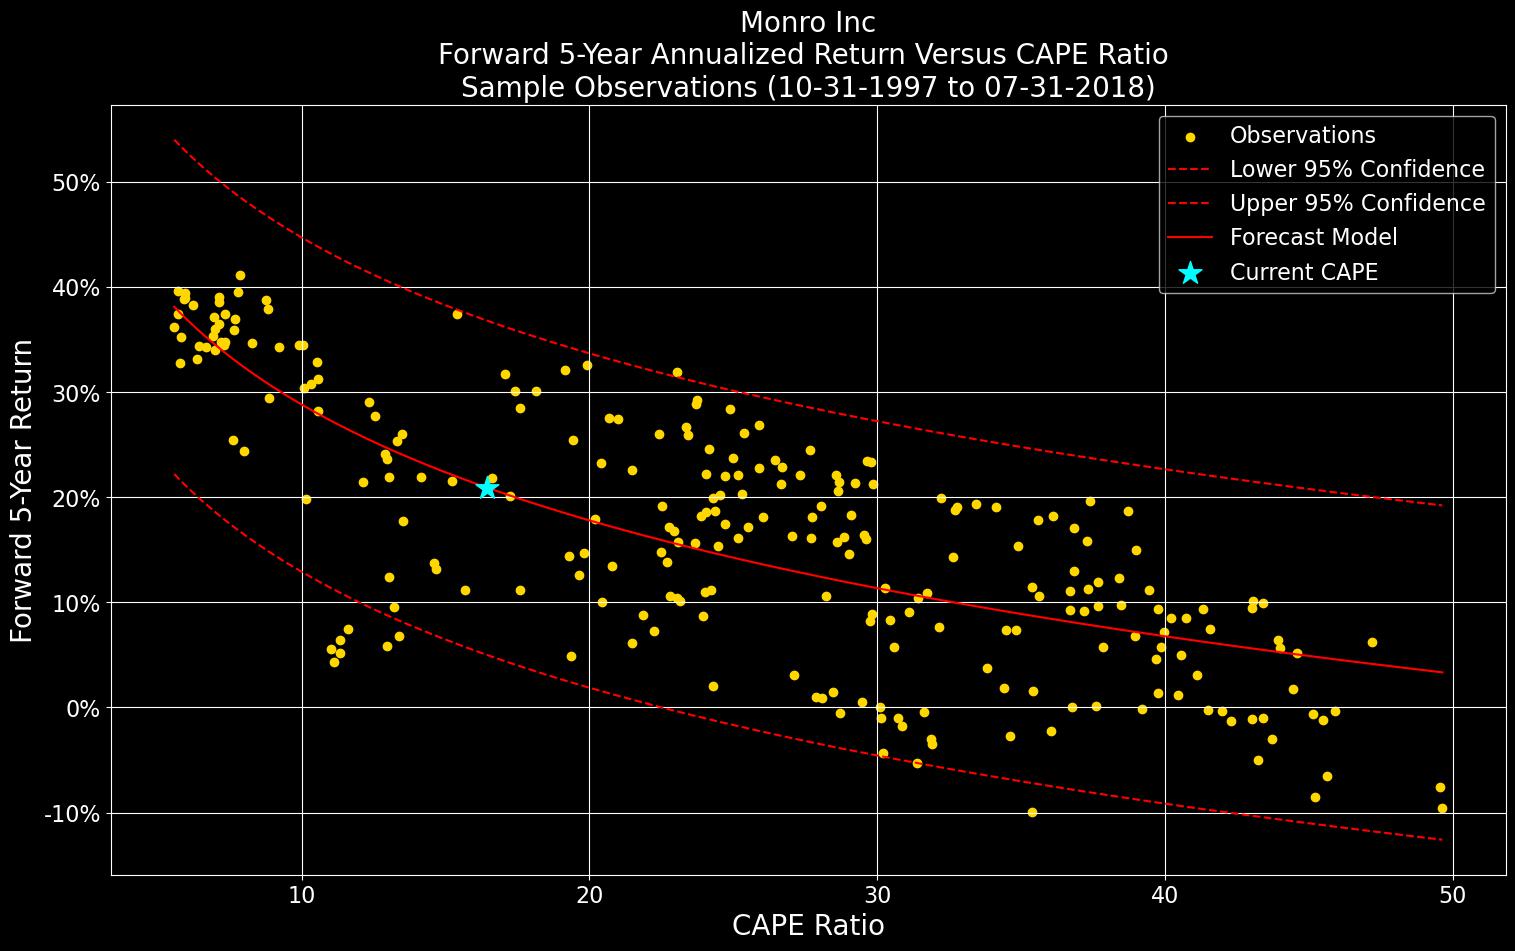 Monro Inc
Forward 5-Year Annualized Return Versus CAPE Ratio
Sample Observations (10-31-1997 to 07-31-2018)
Observations
Lower 95% Confidence
Upper 95% Confidence
Forecast Model
Current CAPE
Forward 5-Year Return
50%
40%
30%
20%
10%
0%
-10%
10 20 30 40 50
CAPE Ratio